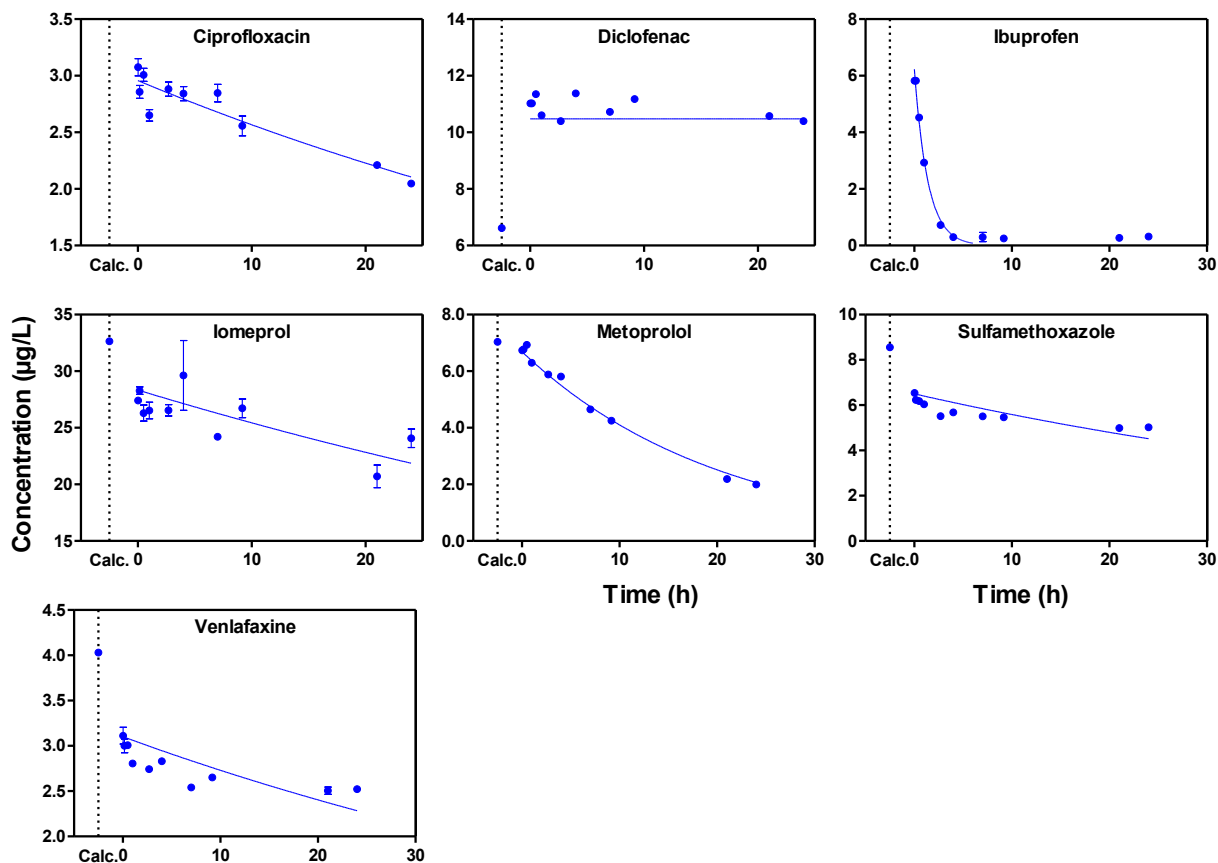 Ciprofloxacin
3.5
3.0
2.5
2.0
1.5
Calc. 0 10 20
Diclofenac
14
12
10
8
6
Calc. 0 10 20
Ibuprofen
8
6
4
2
0
Calc. 0 10 20 30
Concentration (µg/L)
Iomeprol
35
30
25
20
15
Calc. 0 10 20
Metoprolol
8.0
6.0
4.0
2.0
0.0
Calc. 0 10 20 30
Time (h)
Sulfamethoxazole
10
8
6
4
2
0
Calc. 0 10 20 30
Time (h)
Venlafaxine
4.5
4.0
3.5
3.0
2.5
2.0
Calc. 0 10 20 30